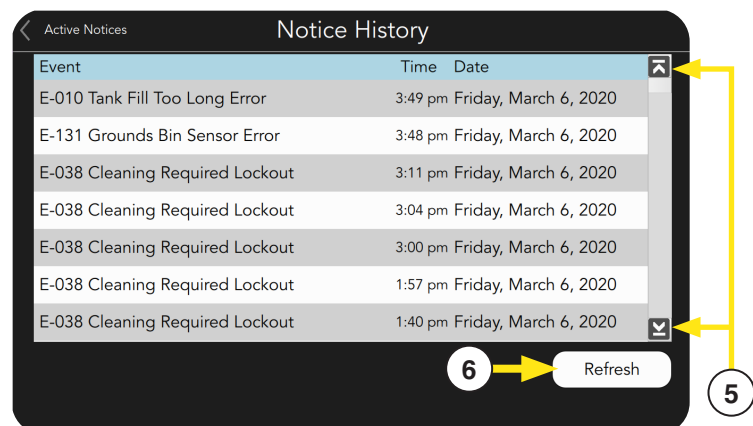 Active Notices Notice History
Event Time Date
E-010 Tank Fill Too Long Error 3:49 pm Friday, March 6, 2020
E-131 Grounds Bin Sensor Error 3:48 pm Friday, March 6, 2020
E-038 Cleaning Required Lockout 3:11 pm Friday, March 6, 2020
E-038 Cleaning Required Lockout 3:04 pm Friday, March 6, 2020
E-038 Cleaning Required Lockout 3:00 pm Friday, March 6, 2020
E-038 Cleaning Required Lockout 1:57 pm Friday, March 6, 2020
E-038 Cleaning Required Lockout 1:40 pm Friday, March 6, 2020
6 Refresh
5